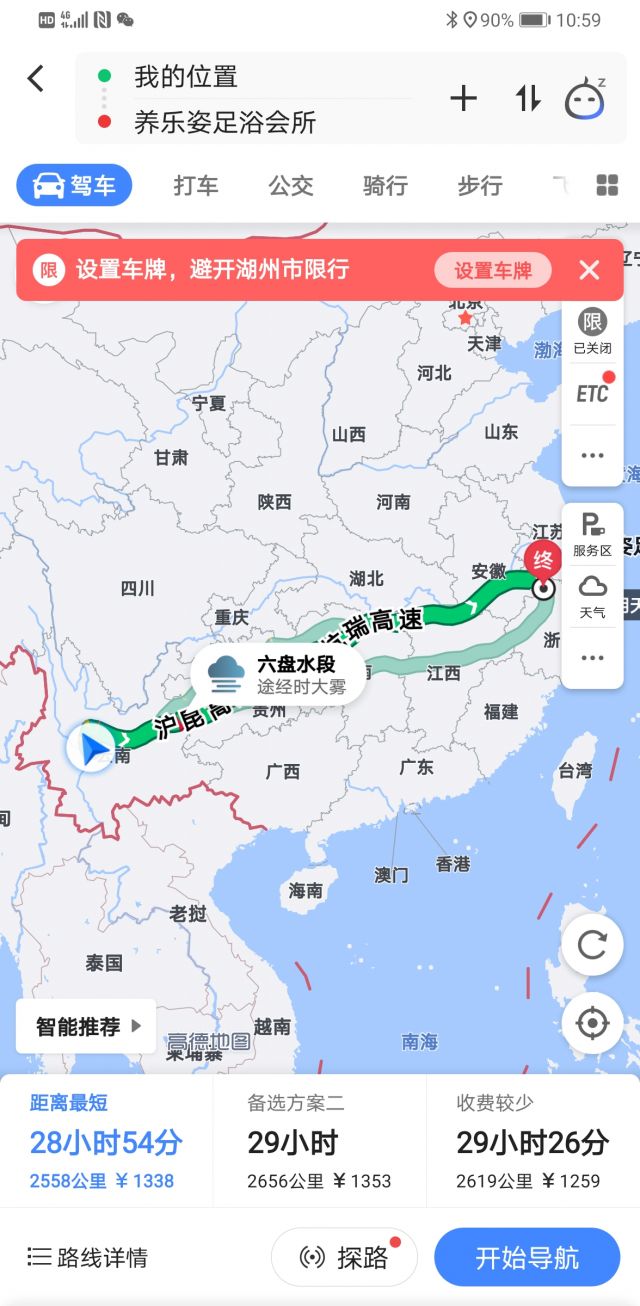 HD 4G 90% 10:59
我的位置
养乐姿足浴会所
驾车 打车 公交 骑行 步行
限 设置车牌，避开湖州市限行 设置车牌
北京
天津
渤海
限
已关闭
河北
ETC
宁夏
山西
山东
甘肃
陕西
河南
江苏
P
服务区
终
安徽
四川
湖北
天气
重庆
杭瑞高速
浙
六盘水段
途经时大雾
江西
沪昆高
贵州
福建
云南
广西
广东
台湾
香港
澳门
海南
老挝
泰国
智能推荐
越南
高德地图
南海
柬埔寨
距离最短 备选方案二 收费较少
28小时54分 29小时 29小时26分
2558公里 ¥1338 2656公里 ¥1353 2619公里 ¥1259
路线详情 探路 开始导航